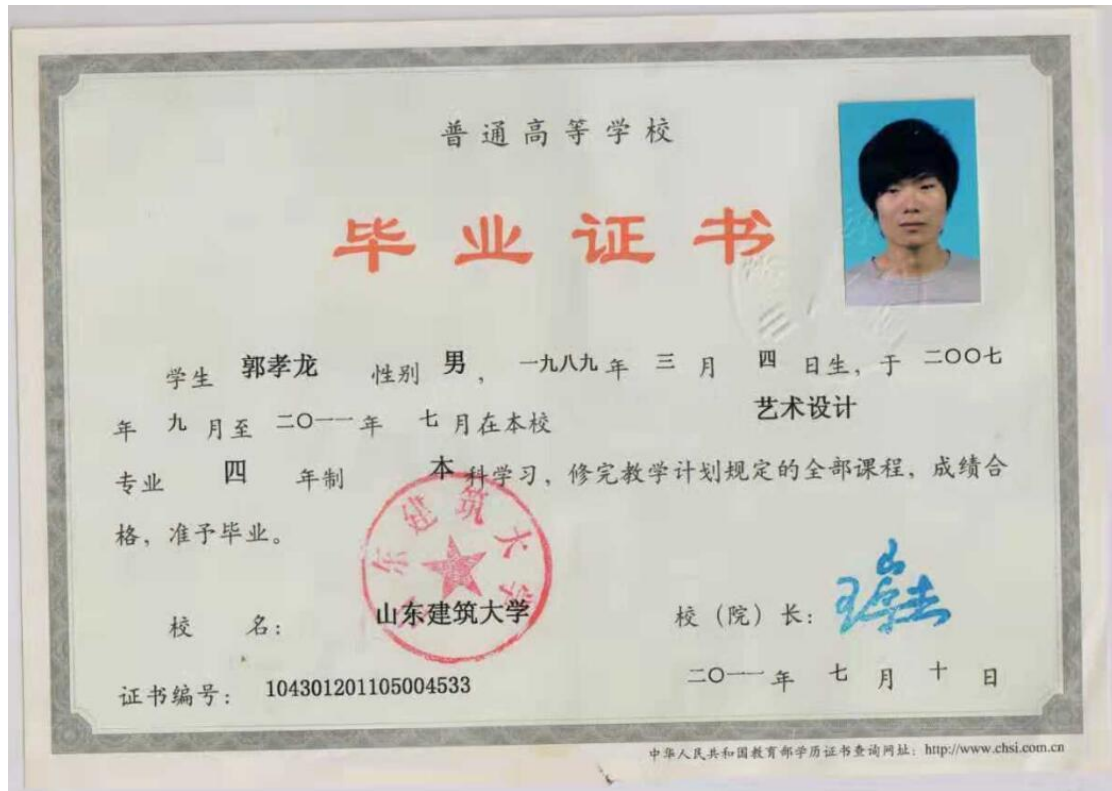 普通高等学校
毕业证书
学生 郭孝龙 性别 男，一九八九年 三 月 四 日生，于 二〇〇七
年 九 月至 二〇一一 年 七 月在本校 艺术设计
专业 四 年制 本 科学习，修完教学计划规定的全部课程，成绩合
格，准予毕业。
山东建筑大学
校 名： 山东建筑大学 校（院）长：
证书编号： 104301201105004533 二〇一一 年 七 月 十 日
中华人民共和国教育部学历证书查询网址：http://www.chsi.com.cn